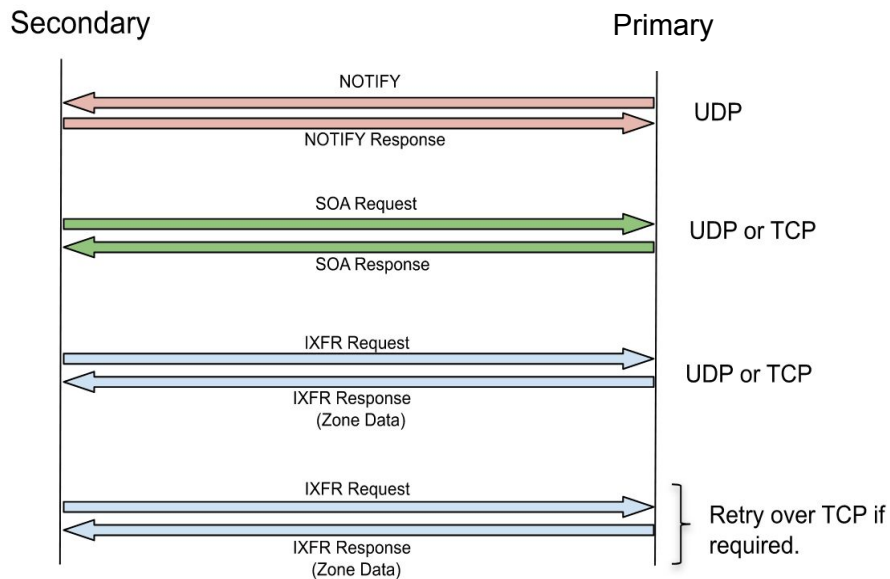 Secondary
Primary
NOTIFY
UDP
NOTIFY Response
SOA Request
UDP or TCP
SOA Response
IXFR Request
UDP or TCP
IXFR Response
(Zone Data)
IXFR Request
Retry over TCP if
required.
IXFR Response
(Zone Data)